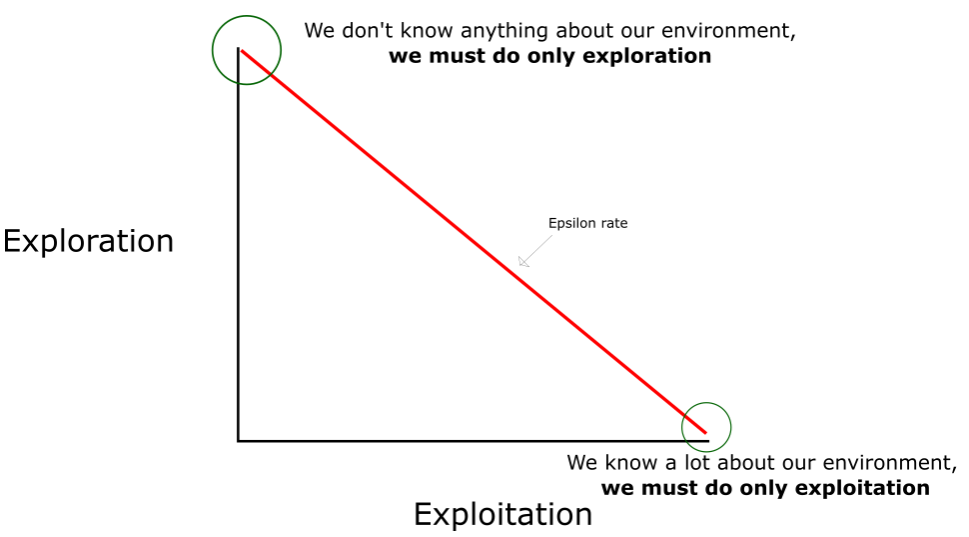 We don't know anything about our environment,
we must do only exploration
Epsilon rate
Exploration
We know a lot about our environment,
we must do only exploitation
Exploitation